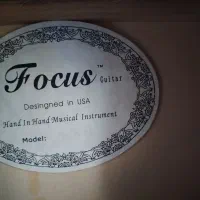 Focus™
Guitar
Desingned in USA
Hand In Hand Musical Instrument
Model: